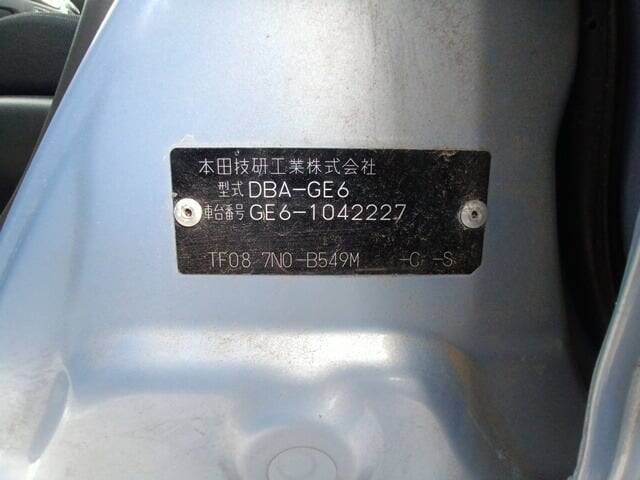 本田技研工業株式会社
型式 DBA-GE6
車台番号 GE6-1042227
TF08 7N0-B549M -C -S